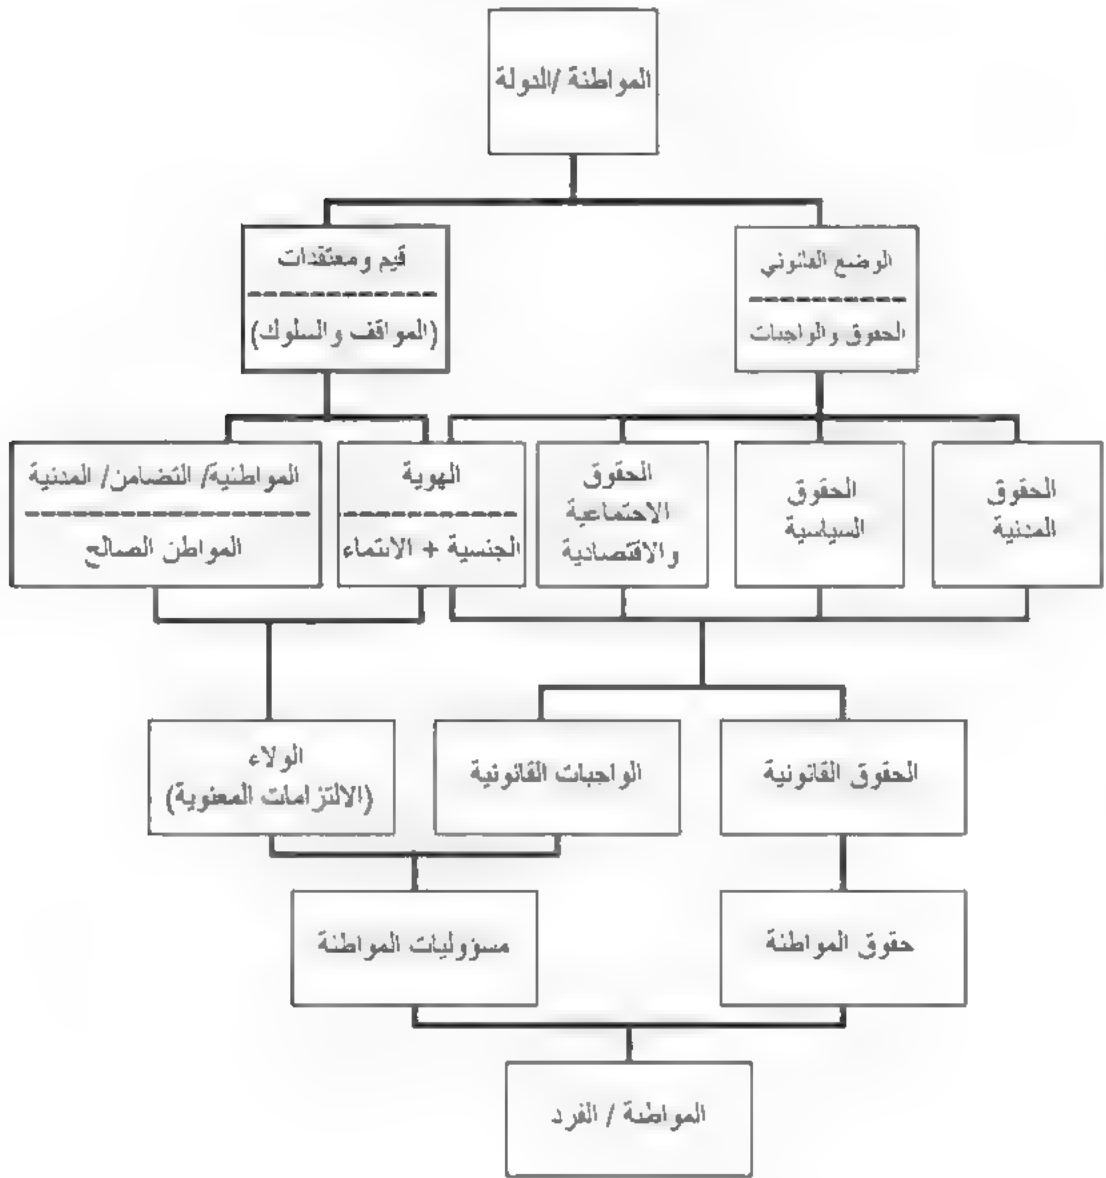 المواطنة /الدولة
الوضع القانوني
الحقوق والواجبات
قيم ومعتقدات
(المواقف والسلوك)
الحقوق
المدنية
الحقوق
السياسية
الحقوق
الاجتماعية
والاقتصادية
الهوية
الجنسية + الانتماء
المواطنية/ التضامن/ المدنية
المواطن الصالح
الحقوق القانونية
الواجبات القانونية
الولاء
(الالتزامات المعنوية)
حقوق المواطنة
مسؤوليات المواطنة
المواطنة / الفرد